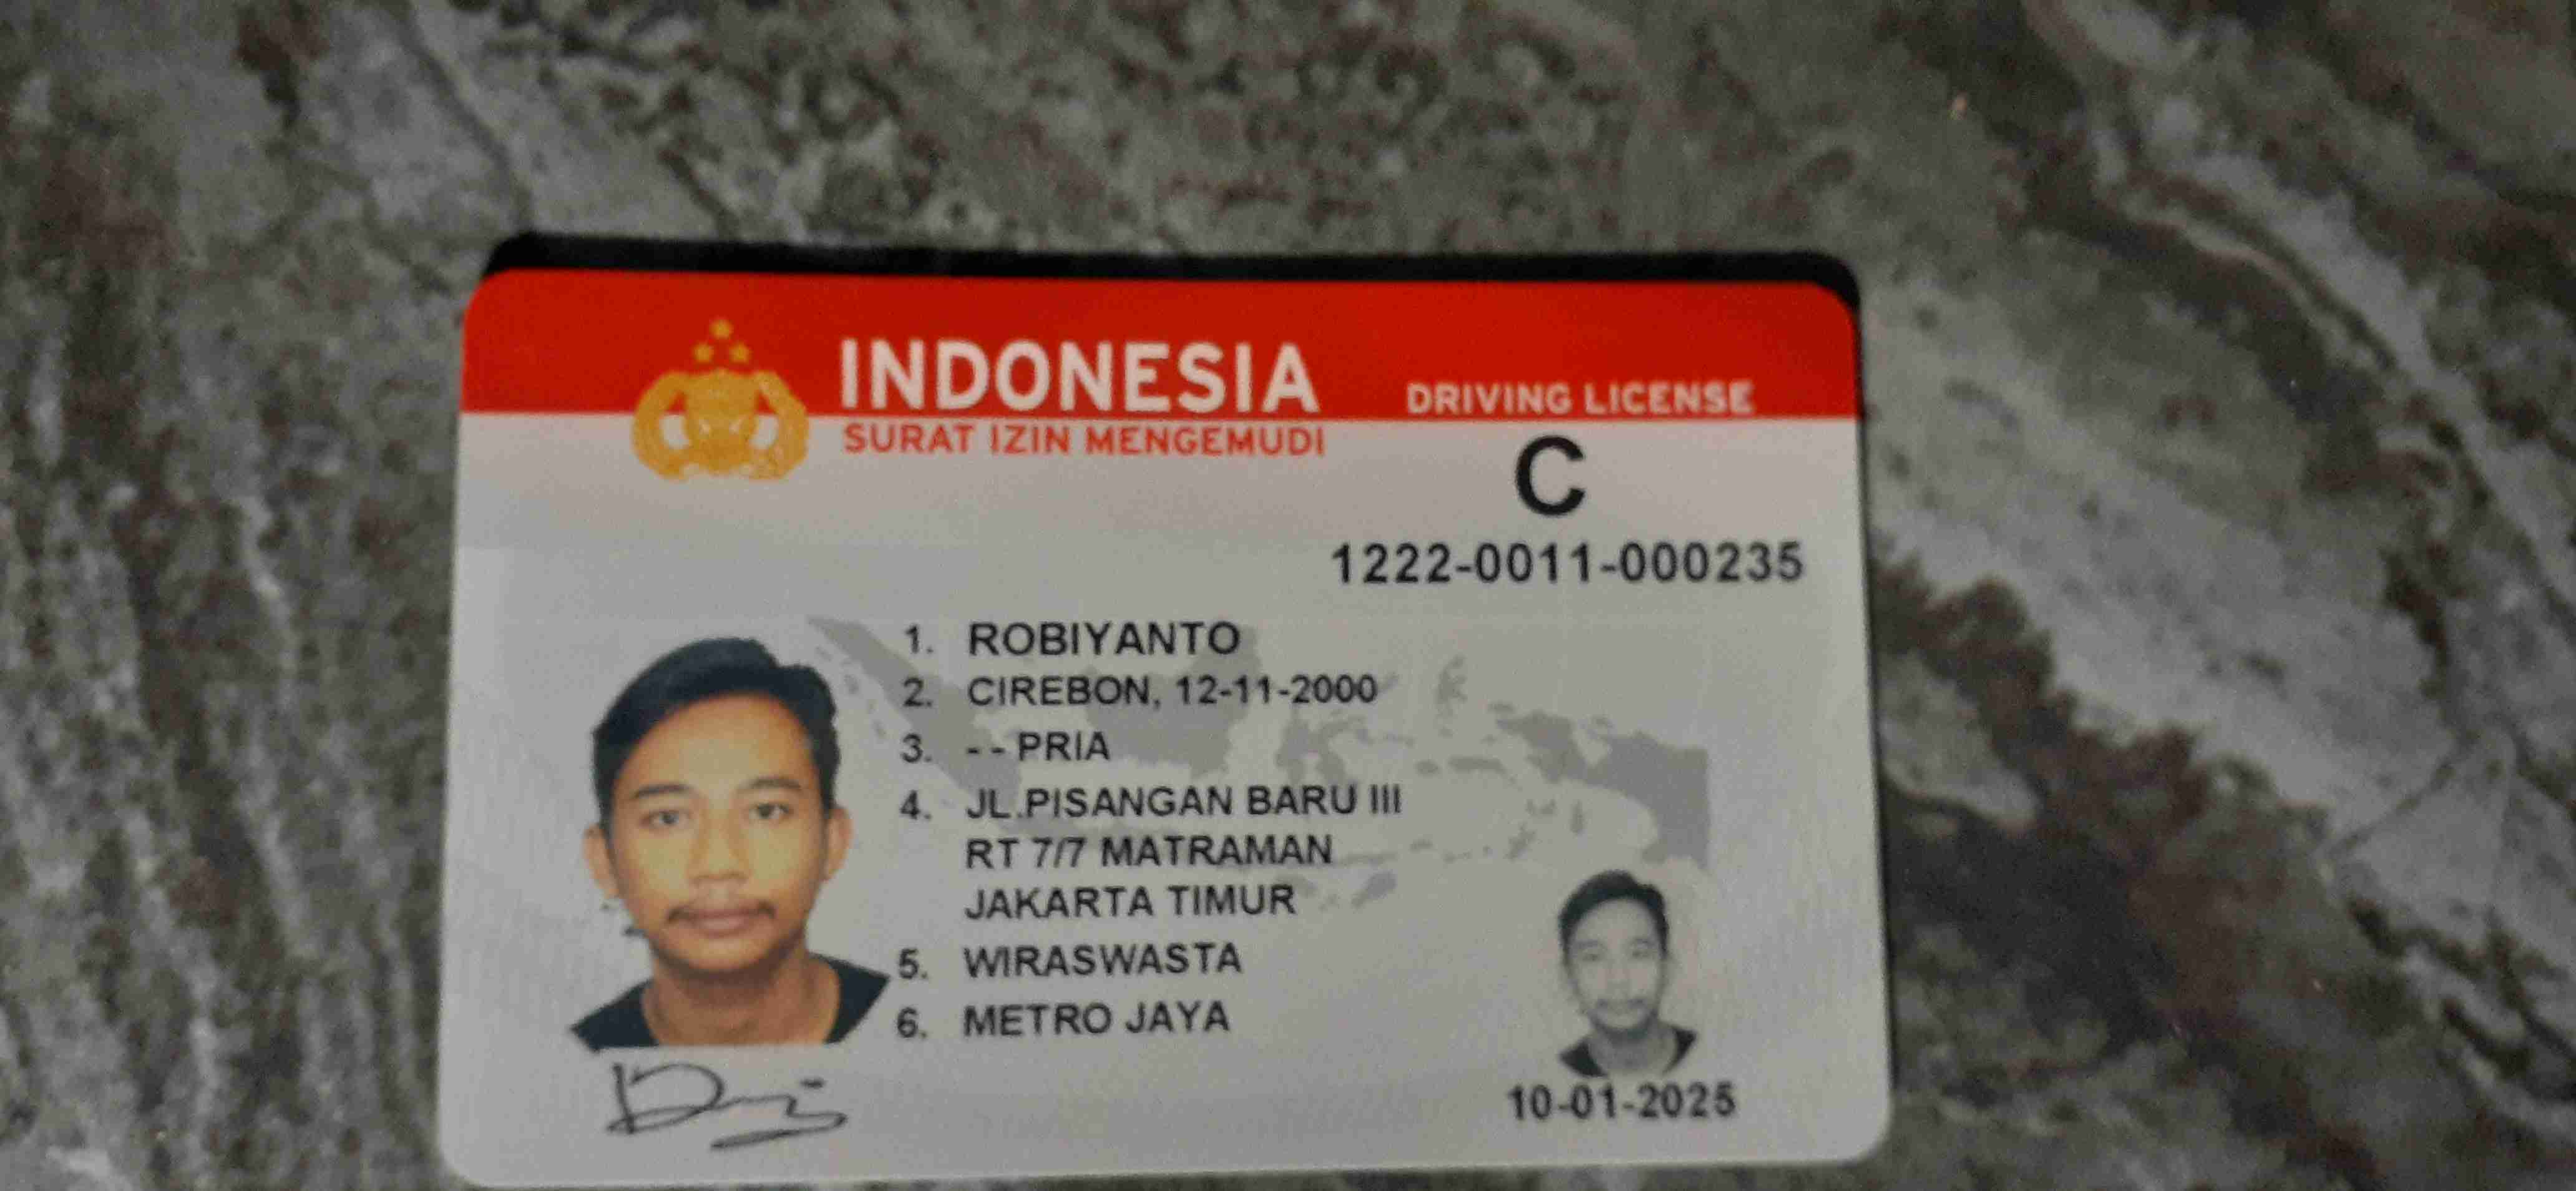 INDONESIA
DRIVING LICENSE
SURAT IZIN MENGEMUDI
C
1222-0011-000235
1. ROBIYANTO
2. CIREBON, 12-11-2000
3. - - PRIA
4. JL.PISANGAN BARU III
RT 7/7 MATRAMAN
JAKARTA TIMUR
5. WIRASWASTA
6. METRO JAYA
10-01-2025